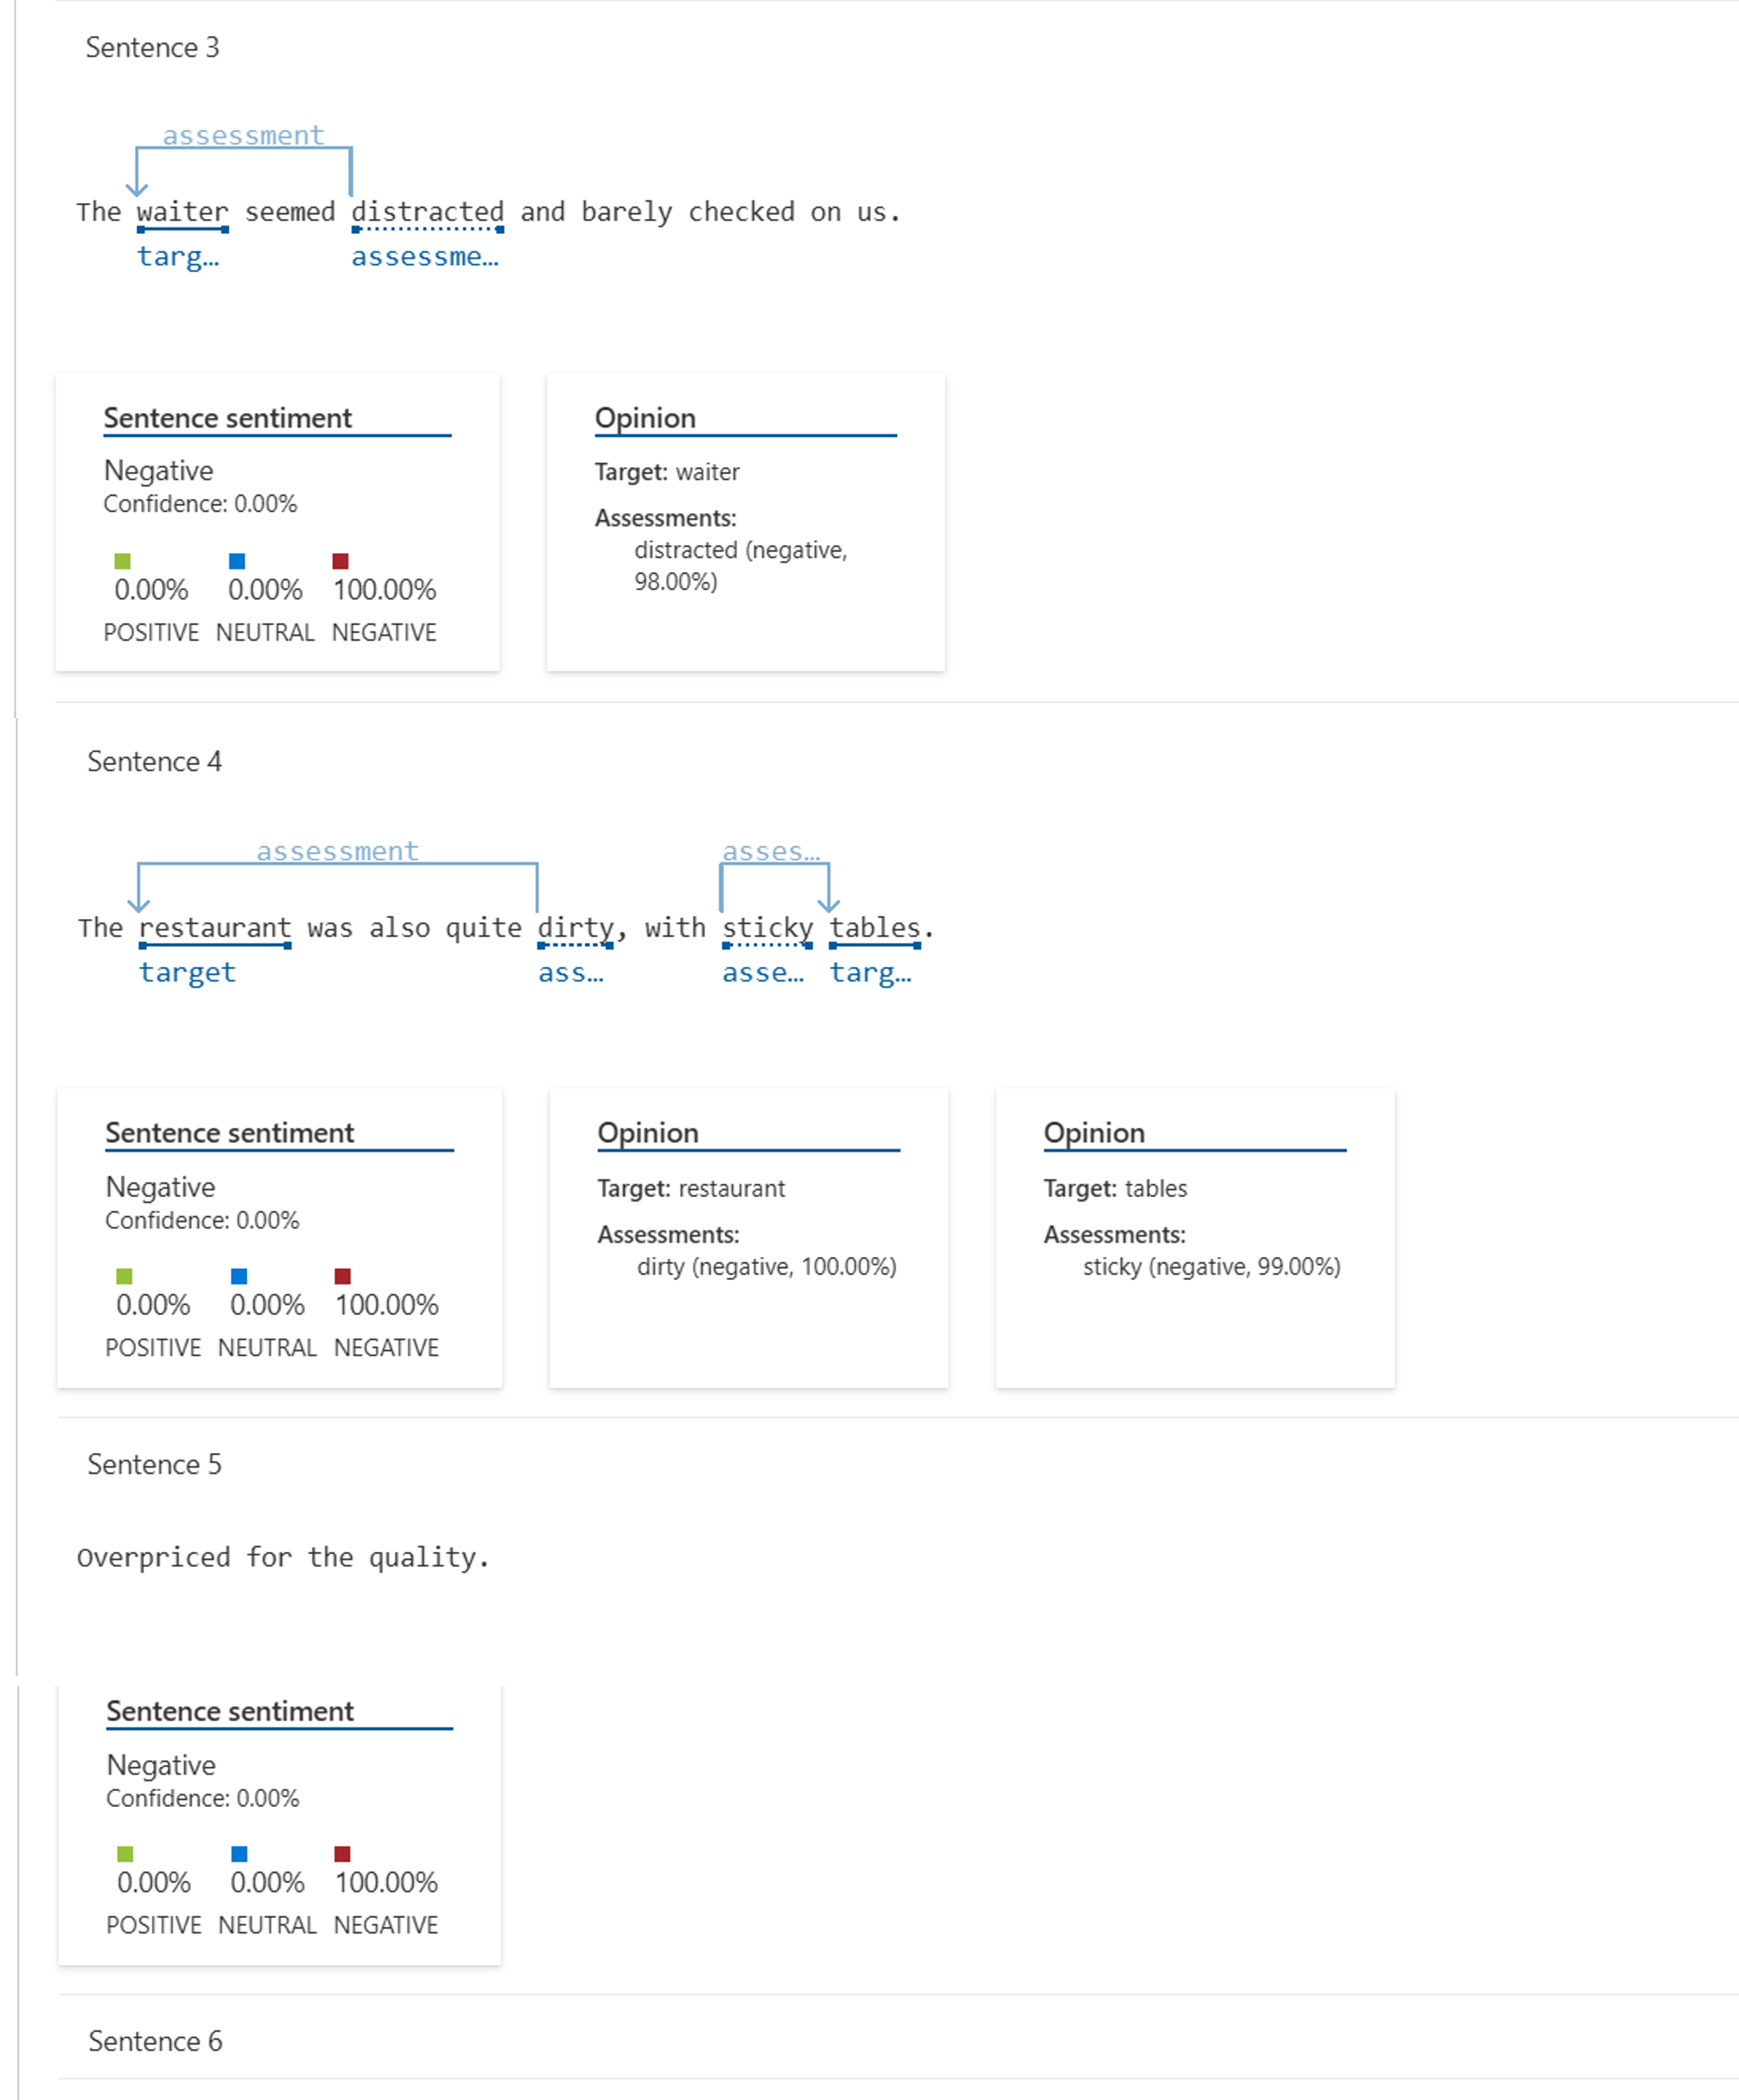 Sentence 3
assessment
The waiter seemed distracted and barely checked on us.
targ... assessme...
Sentence sentiment
Negative
Confidence: 0.00%
0.00% 0.00% 100.00%
POSITIVE NEUTRAL NEGATIVE
Opinion
Target: waiter
Assessments:
distracted (negative,
98.00%)
Sentence 4
assessment asses...
The restaurant was also quite dirty, with sticky tables.
target ass... asse... targ...
Sentence sentiment
Negative
Confidence: 0.00%
0.00% 0.00% 100.00%
POSITIVE NEUTRAL NEGATIVE
Opinion
Target: restaurant
Assessments:
dirty (negative, 100.00%)
Opinion
Target: tables
Assessments:
sticky (negative, 99.00%)
Sentence 5
Overpriced for the quality.
Sentence sentiment
Negative
Confidence: 0.00%
0.00% 0.00% 100.00%
POSITIVE NEUTRAL NEGATIVE
Sentence 6